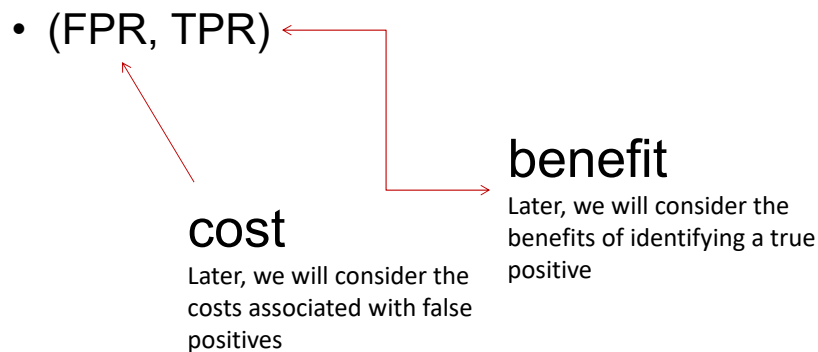 • (FPR, TPR)
benefit
Later, we will consider the
benefits of identifying a true
positive
cost
Later, we will consider the
costs associated with false
positives